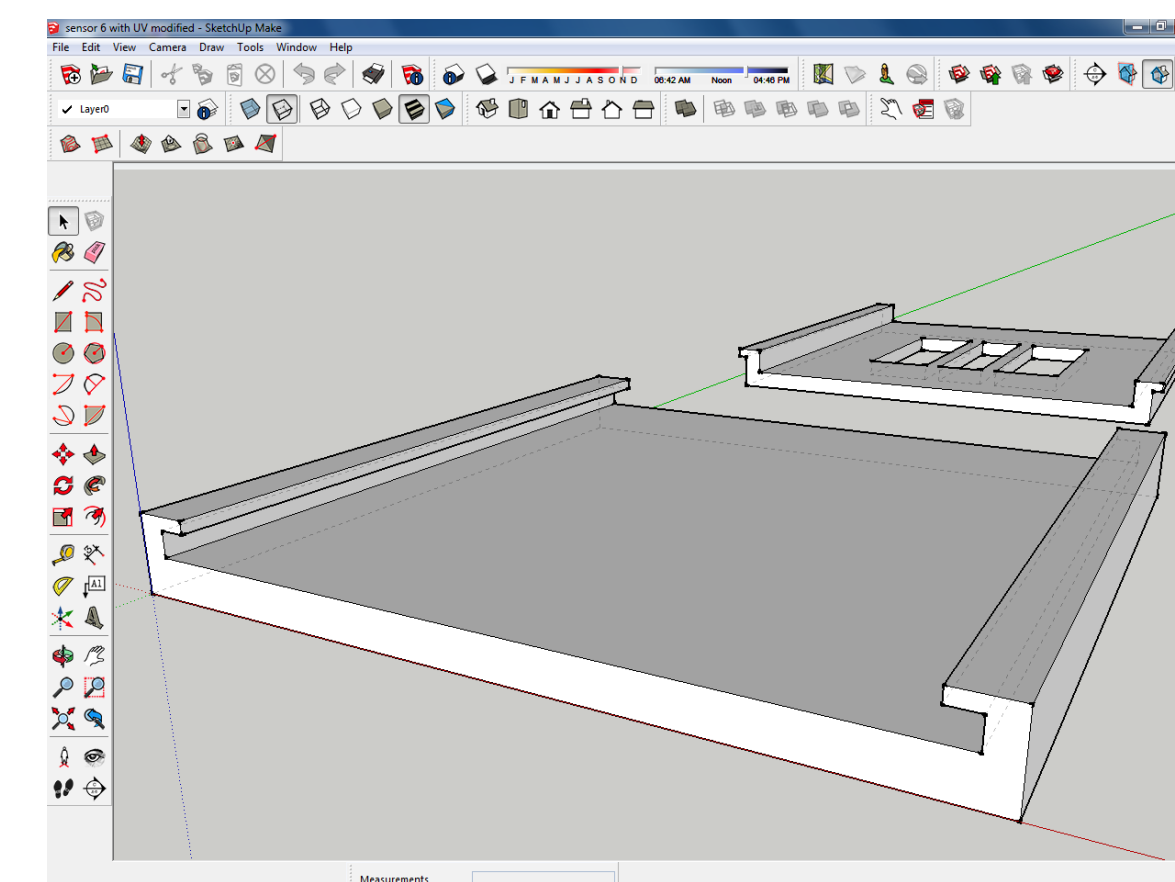 sensor 6 with UV modified - SketchUp Make
File Edit View Camera Draw Tools Window Help
J F M A M J J A S O N D 06:42 AM Noon 04:46 PM
Layer0
A1
Measurements